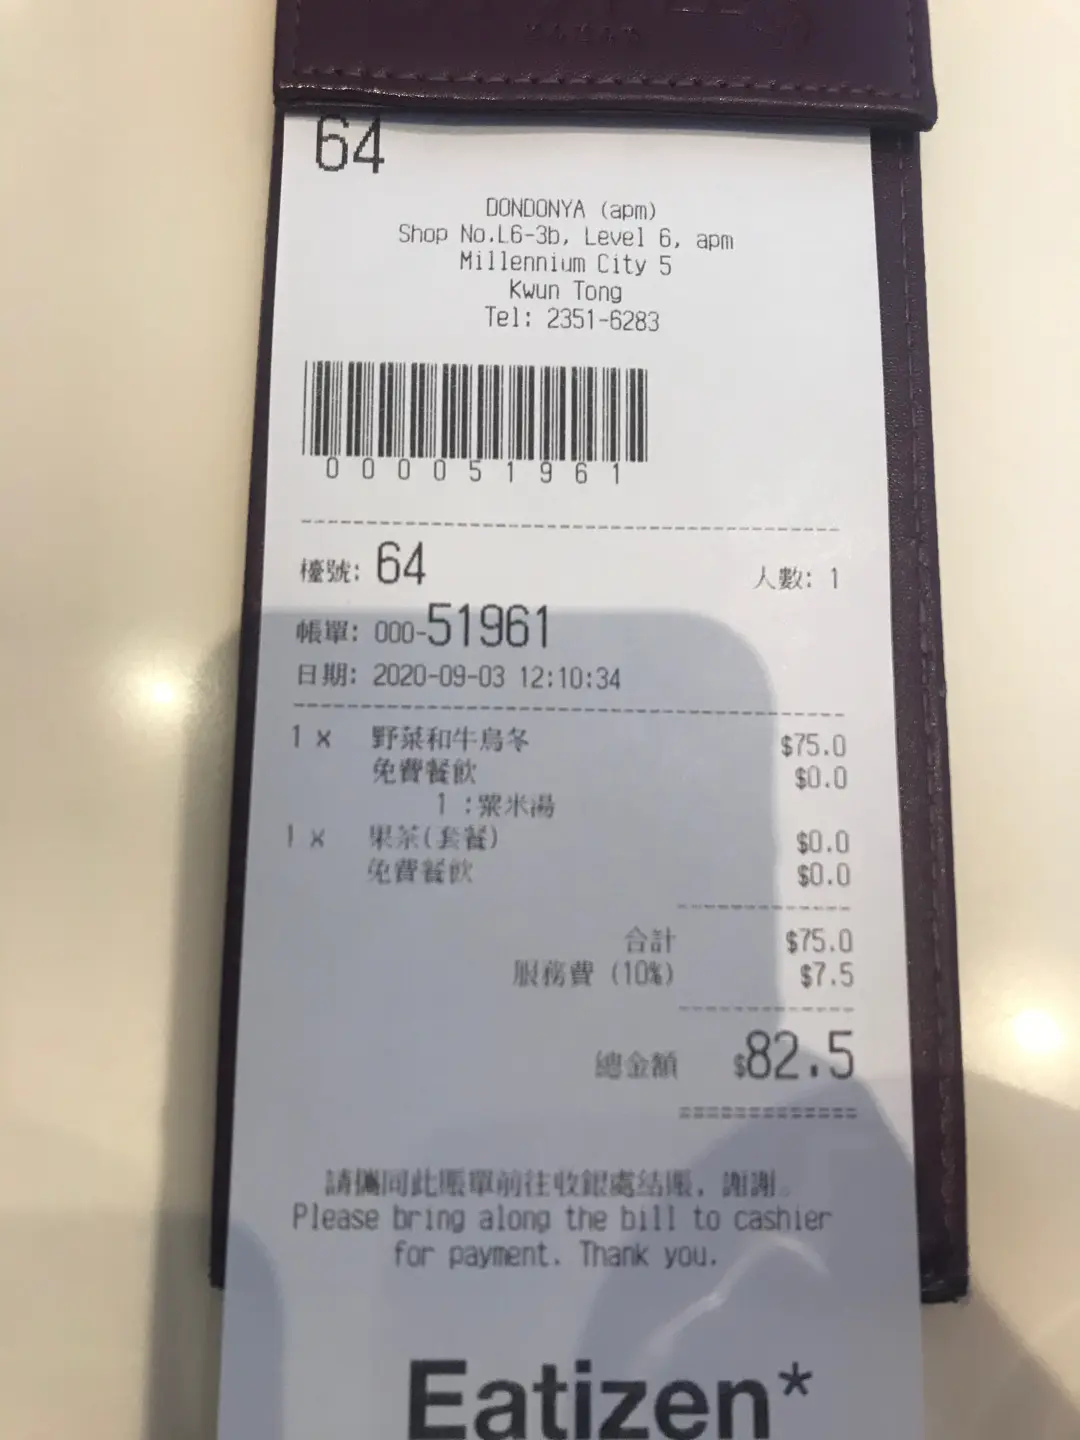 64
DONDONYA (apm)
Shop No.L6-3b, Level 6, apm
Millennium City 5
Kwun Tong
Tel: 2351-6283
000051961
檯號: 64 人數: 1
帳單: 000-51961
日期: 2020-09-03 12:10:34
1 x 野菜和牛烏冬 $75.0
免費餐飲 $0.0
1 :粟米湯
1 x 果茶(套餐) $0.0
免費餐飲 $0.0
合計 $75.0
服務費 (10%) $7.5
總金額 $82.5
請攜同此賬單前往收銀處結賬, 謝謝。
Please bring along the bill to cashier
for payment. Thank you.
Eatizen*